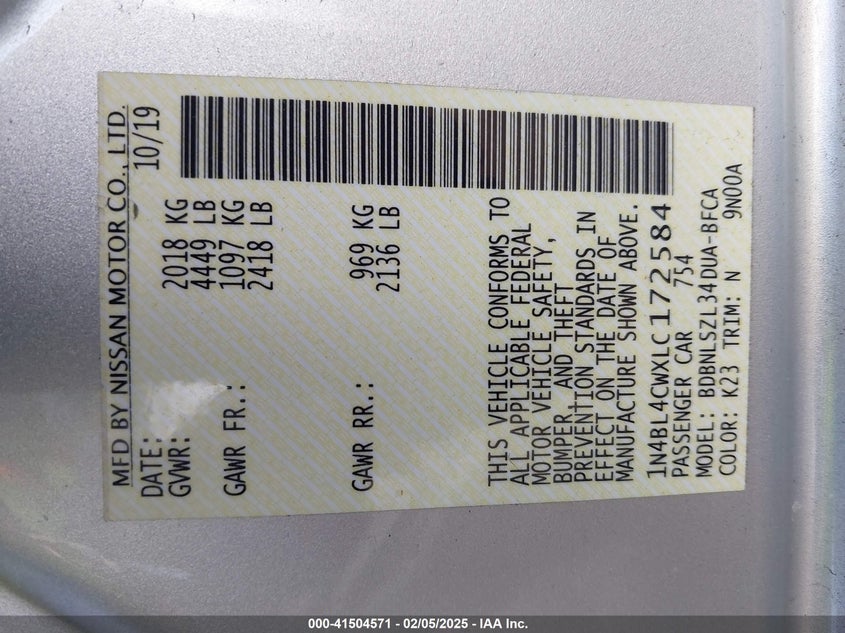 MFD BY NISSAN MOTOR CO., LTD.
DATE: 10/19
GVWR: 2018 KG
4449 LB
GAWR FR.: 1097 KG
2418 LB
GAWR RR.: 969 KG
2136 LB
THIS VEHICLE CONFORMS TO
ALL APPLICABLE FEDERAL
MOTOR VEHICLE SAFETY,
BUMPER, AND THEFT
PREVENTION STANDARDS IN
EFFECT ON THE DATE OF
MANUFACTURE SHOWN ABOVE.
1N4BL4CWXLC172584
PASSENGER CAR 754
MODEL: BDBNLSZL34DUA-BFCA
COLOR: K23 TRIM: N 9N00A
000-41504571 - 02/05/2025 - IAA Inc.